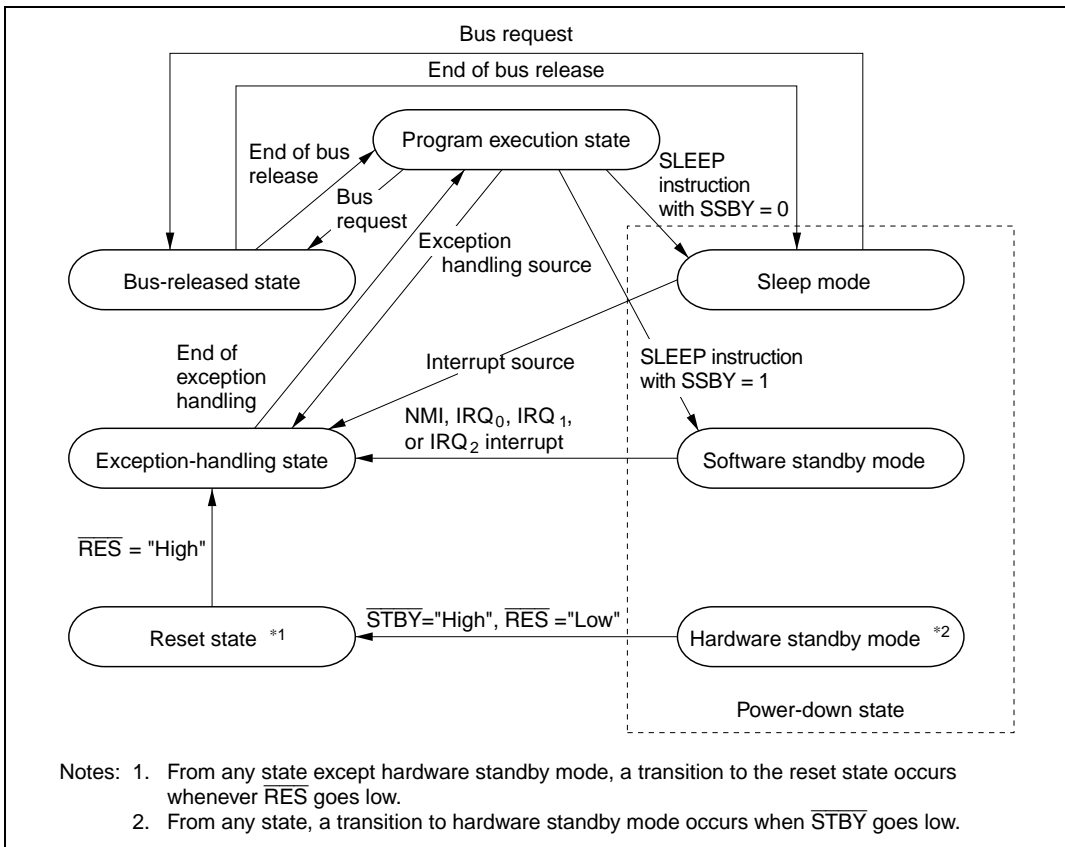 Bus request
End of bus release
Program execution state
End of bus
release
Bus
request
SLEEP
instruction
with SSBY = 0
Exception
handling source
Bus-released state
Sleep mode
End of
exception
handling
Interrupt source
SLEEP instruction
with SSBY = 1
NMI, IRQ₀, IRQ₁,
or IRQ₂ interrupt
Exception-handling state
Software standby mode
R̅E̅S̅ = "High"
S̅T̅B̅Y̅="High", R̅E̅S̅ ="Low"
Reset state *1
Hardware standby mode *2
Power-down state
Notes: 1. From any state except hardware standby mode, a transition to the reset state occurs
whenever R̅E̅S̅ goes low.
2. From any state, a transition to hardware standby mode occurs when S̅T̅B̅Y̅ goes low.